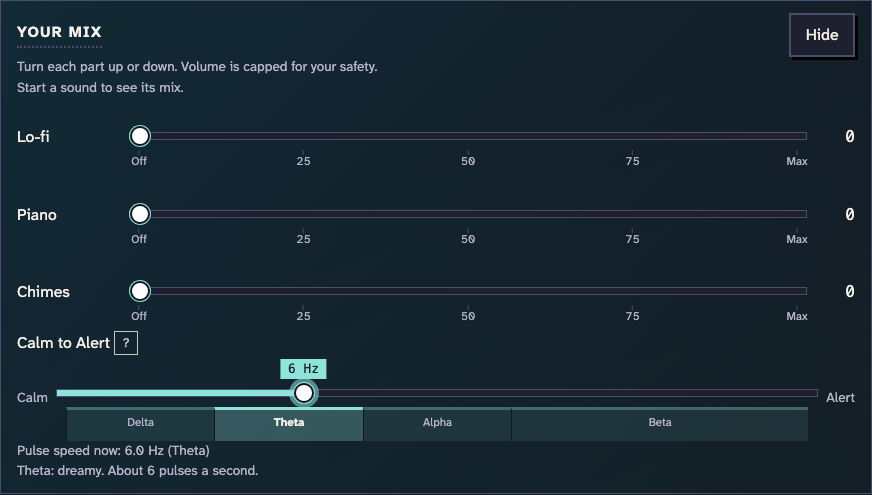 YOUR MIX
Hide
Turn each part up or down. Volume is capped for your safety.
Start a sound to see its mix.
Lo-fi
0
Off 25 50 75 Max
Piano
0
Off 25 50 75 Max
Chimes
0
Off 25 50 75 Max
Calm to Alert ?
6 Hz
Calm
Alert
Delta Theta Alpha Beta
Pulse speed now: 6.0 Hz (Theta)
Theta: dreamy. About 6 pulses a second.